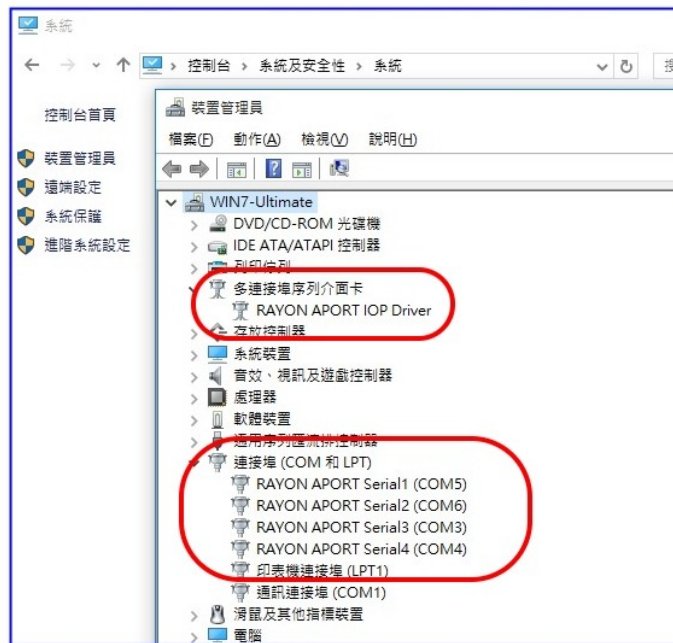 系統
控制台 › 系統及安全性 › 系統
控制台首頁
裝置管理員
遠端設定
系統保護
進階系統設定
裝置管理員
檔案(F) 動作(A) 檢視(V) 說明(H)
WIN7-Ultimate
DVD/CD-ROM 光碟機
IDE ATA/ATAPI 控制器
列印佇列
多連接埠序列介面卡
RAYON APORT IOP Driver
存放控制器
系統裝置
音效、視訊及遊戲控制器
處理器
軟體裝置
通用序列匯流排控制器
連接埠 (COM 和 LPT)
RAYON APORT Serial1 (COM5)
RAYON APORT Serial2 (COM6)
RAYON APORT Serial3 (COM3)
RAYON APORT Serial4 (COM4)
印表機連接埠 (LPT1)
通訊連接埠 (COM1)
滑鼠及其他指標裝置
電腦